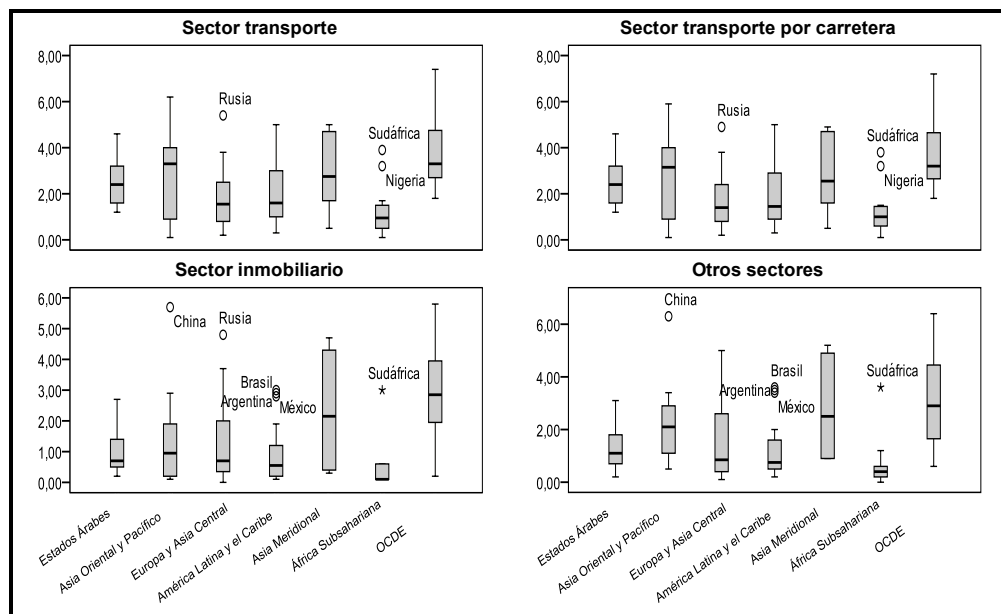 Sector transporte
8,00
6,00
4,00
2,00
0,00
Rusia
Sudáfrica
Nigeria
Sector transporte por carretera
8,00
6,00
4,00
2,00
0,00
Rusia
Sudáfrica
Nigeria
Sector inmobiliario
6,00
5,00
4,00
3,00
2,00
1,00
0,00
China
Rusia
Brasil
Argentina
México
Sudáfrica
Estados Árabes
Asia Oriental y Pacífico
Europa y Asia Central
América Latina y el Caribe
Asia Meridional
África Subsahariana
OCDE
Otros sectores
6,00
4,00
2,00
0,00
China
Brasil
Argentina
México
Sudáfrica
Estados Árabes
Asia Oriental y Pacífico
Europa y Asia Central
América Latina y el Caribe
Asia Meridional
África Subsahariana
OCDE